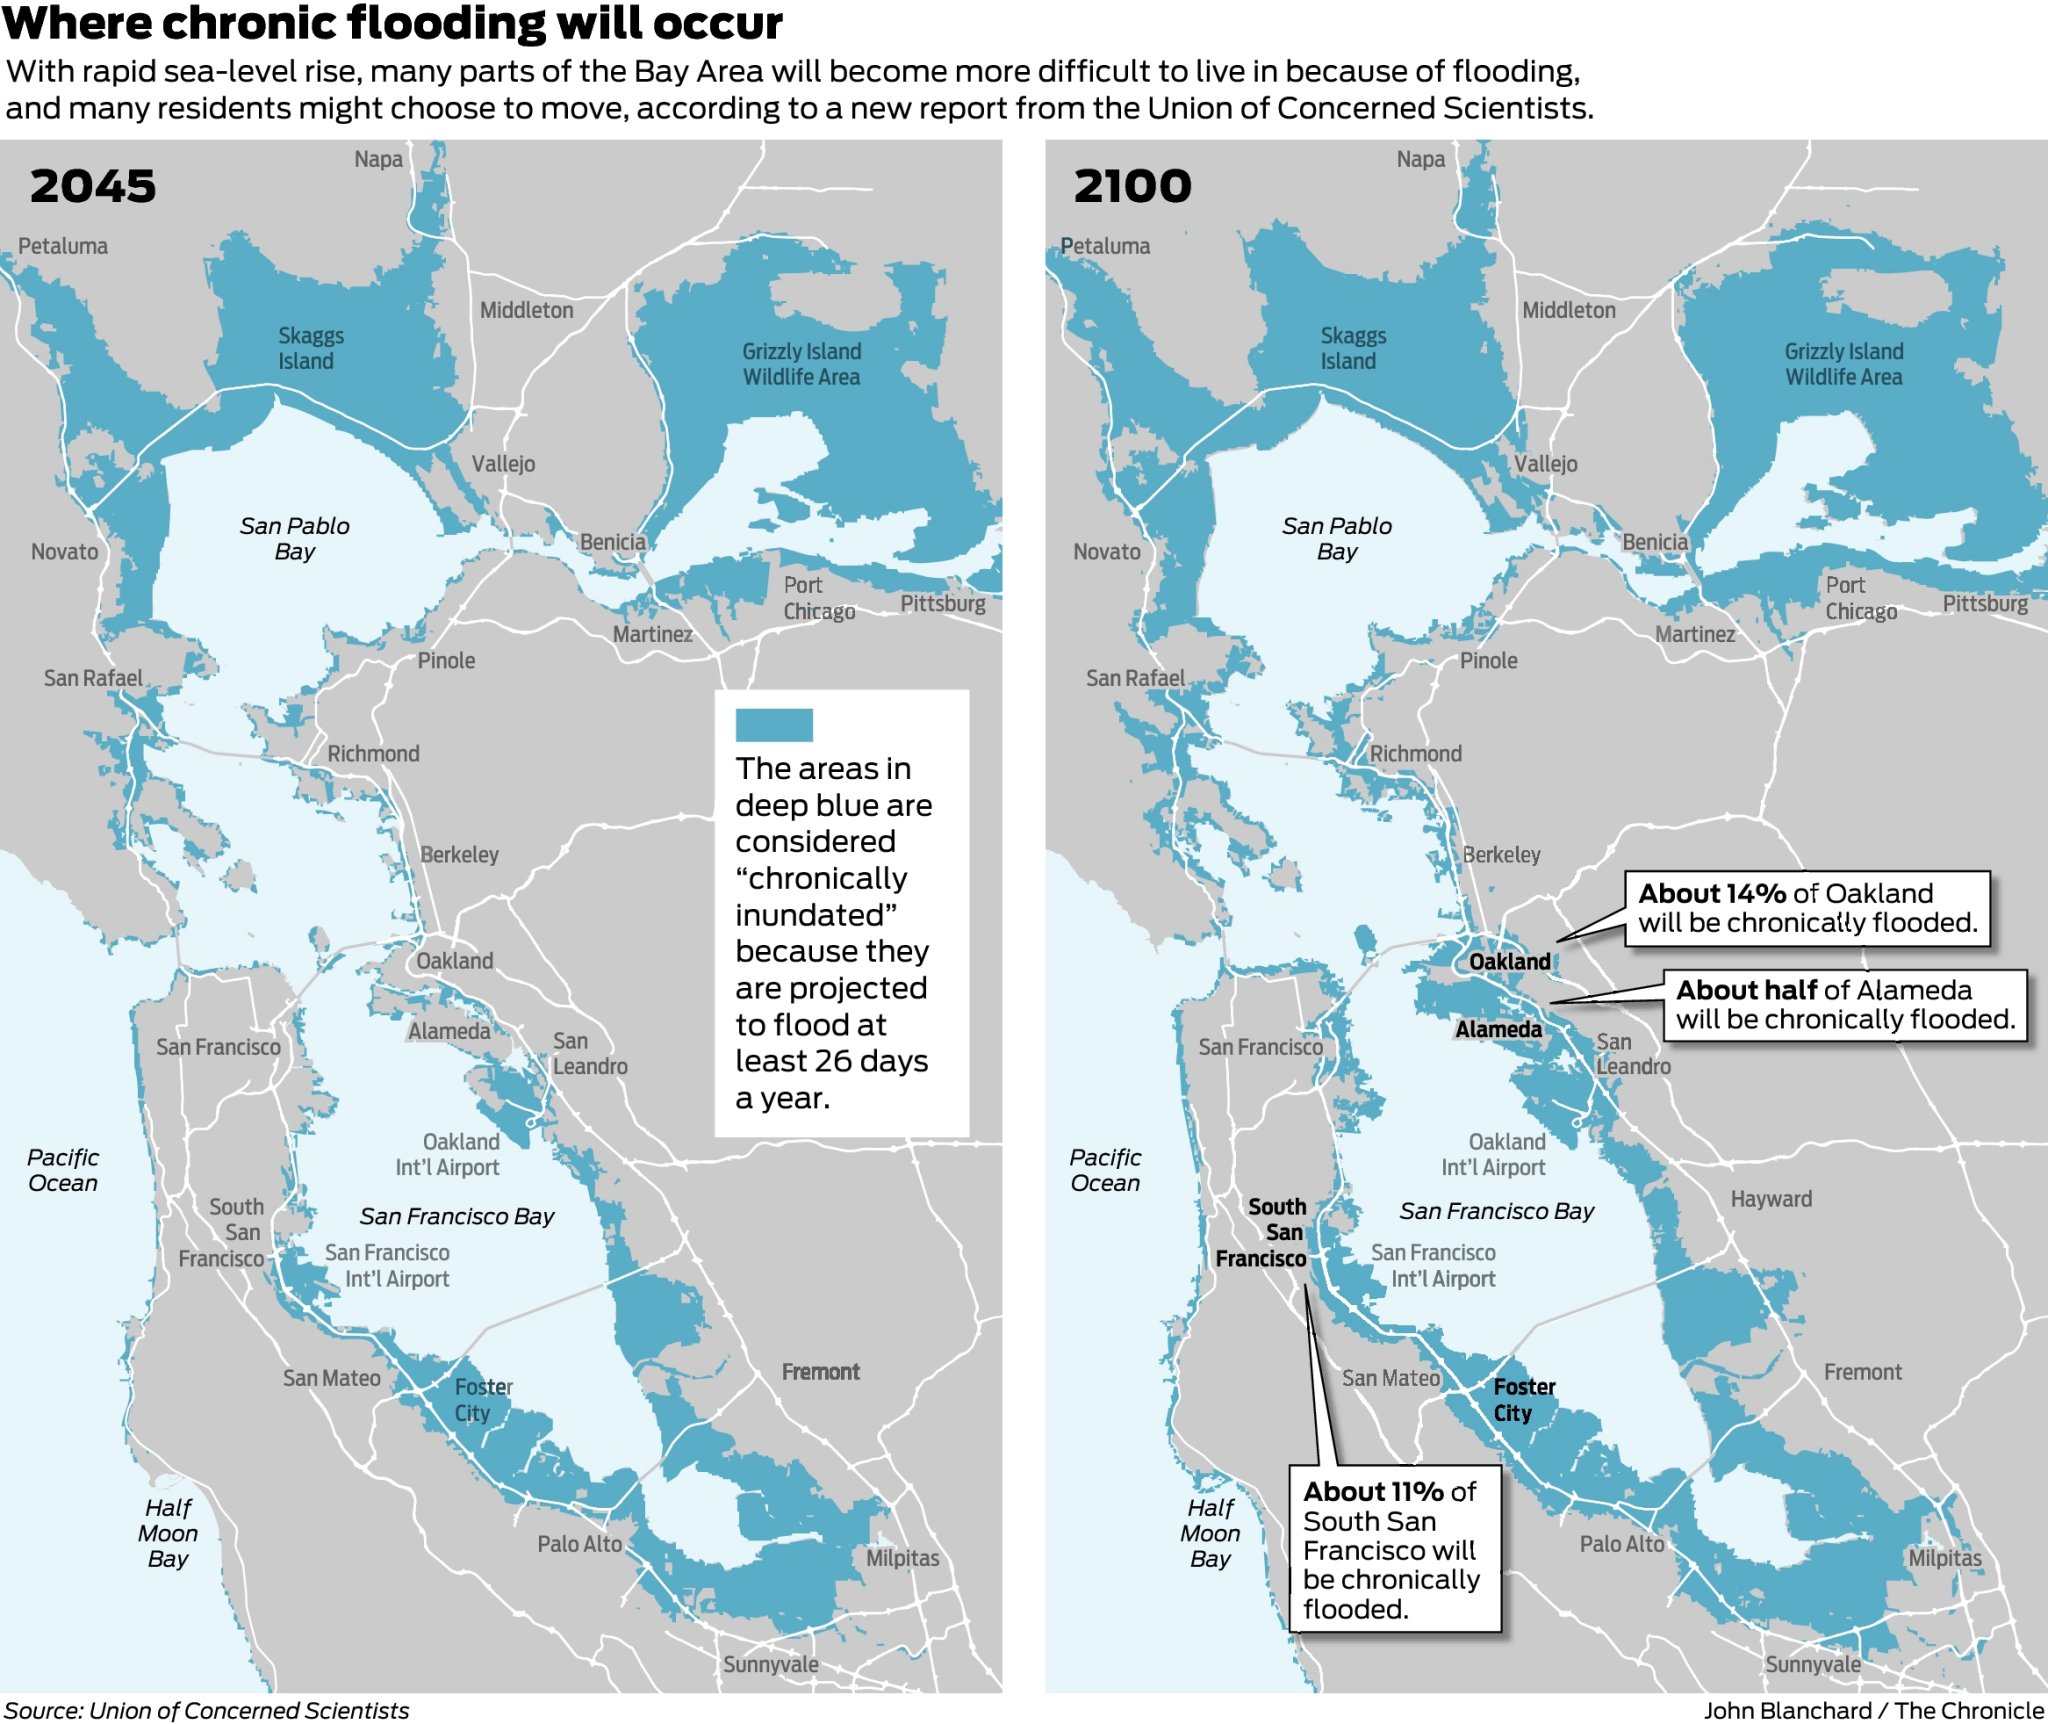 Where chronic flooding will occur
With rapid sea-level rise, many parts of the Bay Area will become more difficult to live in because of flooding,
and many residents might choose to move, according to a new report from the Union of Concerned Scientists.
2045
Napa
Petaluma
Middleton
Skaggs
Island
Grizzly Island
Wildlife Area
Vallejo
San Pablo
Bay
Novato
Benicia
Port
Chicago
Pittsburg
Martinez
Pinole
San Rafael
Richmond
The areas in
deep blue are
considered
“chronically
inundated”
because they
are projected
to flood at
least 26 days
a year.
Berkeley
Oakland
Alameda
San Francisco
San
Leandro
Oakland
Int’l Airport
Pacific
Ocean
South
San
Francisco
San Francisco Bay
San Francisco
Int’l Airport
San Mateo
Foster
City
Fremont
Half
Moon
Bay
Palo Alto
Milpitas
Sunnyvale
2100
Napa
Petaluma
Middleton
Skaggs
Island
Grizzly Island
Wildlife Area
Vallejo
San Pablo
Bay
Novato
Benicia
Port
Chicago
Pittsburg
Martinez
Pinole
San Rafael
Richmond
Berkeley
About 14% of Oakland
will be chronically flooded.
Oakland
About half of Alameda
will be chronically flooded.
Alameda
San Francisco
San
Leandro
Oakland
Int’l Airport
Pacific
Ocean
Hayward
South
San
Francisco
San Francisco Bay
San Francisco
Int’l Airport
San Mateo
Foster
City
Fremont
About 11% of
South San
Francisco will
be chronically
flooded.
Half
Moon
Bay
Palo Alto
Milpitas
Sunnyvale
Source: Union of Concerned Scientists
John Blanchard / The Chronicle